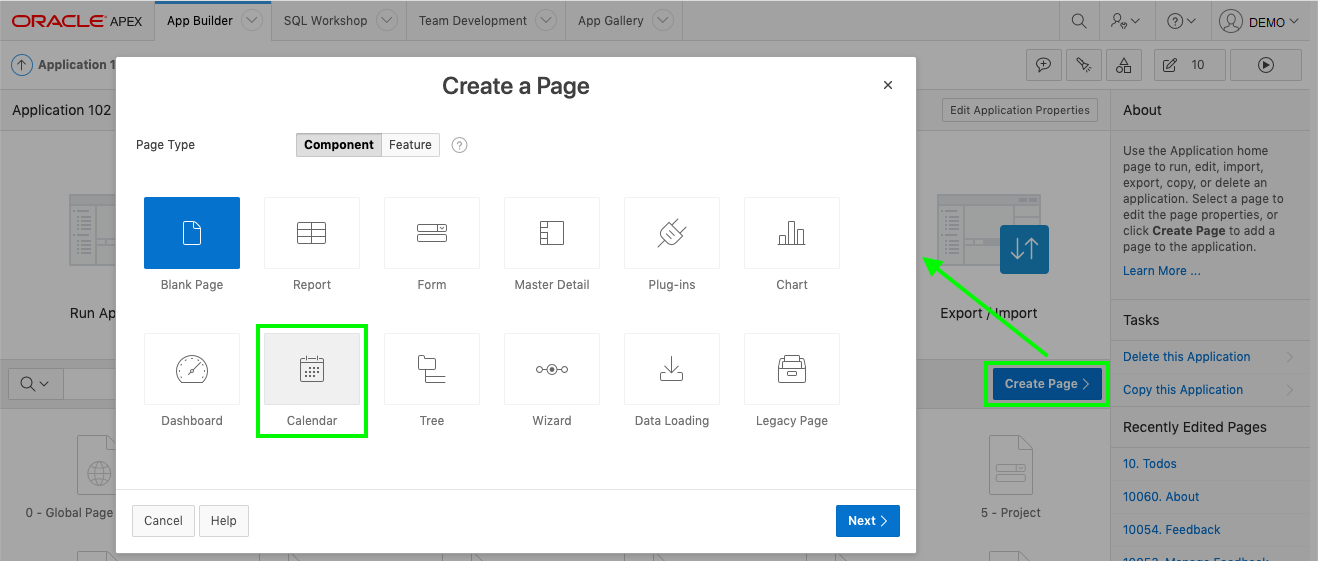 ORACLE APEX
App Builder
SQL Workshop
Team Development
App Gallery
DEMO
Application 1
10
Application 102
Edit Application Properties
About
Create a Page
Page Type
Component
Feature
Blank Page
Report
Form
Master Detail
Plug-ins
Chart
Dashboard
Calendar
Tree
Wizard
Data Loading
Legacy Page
Cancel
Help
Next
Run Ap
Export / Import
Create Page
0 - Global Page
5 - Project
Use the Application home
page to run, edit, import,
export, copy, or delete an
application. Select a page to
edit the page properties, or
click Create Page to add a
page to the application.
Learn More ...
Tasks
Delete this Application
Copy this Application
Recently Edited Pages
10. Todos
10060. About
10054. Feedback
10053. Manage Feedback